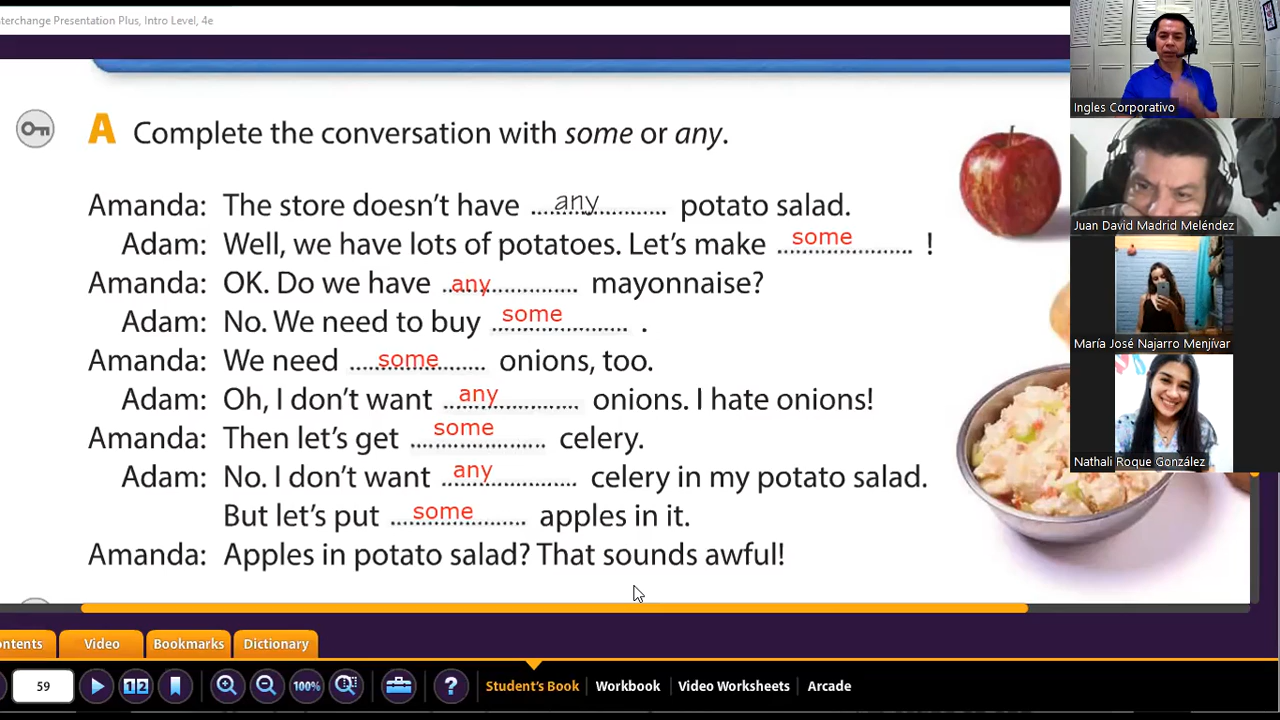 terchange Presentation Plus, Intro Level, 4e
Ingles Corporativo
A Complete the conversation with some or any.
Amanda: The store doesn't have any potato salad.
Adam: Well, we have lots of potatoes. Let's make some !
Amanda: OK. Do we have any mayonnaise?
Adam: No. We need to buy some .
Amanda: We need some onions, too.
Adam: Oh, I don't want any onions. I hate onions!
Amanda: Then let's get some celery.
Adam: No. I don't want any celery in my potato salad.
But let's put some apples in it.
Amanda: Apples in potato salad? That sounds awful!
Juan David Madrid Meléndez
María José Najarro Menjívar
Nathali Roque González
ontents Video Bookmarks Dictionary
59 1 2 100% ? Student's Book Workbook Video Worksheets Arcade